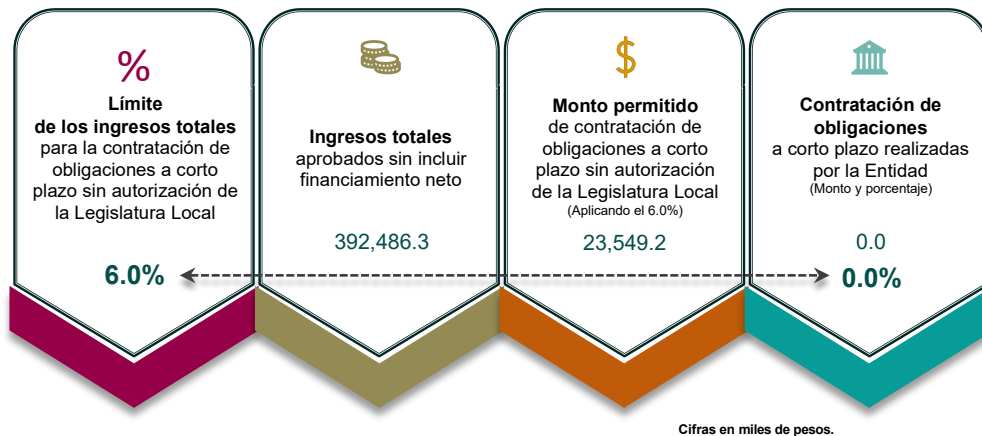 %
Límite
de los ingresos totales
para la contratación de
obligaciones a corto
plazo sin autorización de
la Legislatura Local
6.0%
Ingresos totales
aprobados sin incluir
financiamiento neto
392,486.3
$
Monto permitido
de contratación de
obligaciones a corto
plazo sin autorización
de la Legislatura Local
(Aplicando el 6.0%)
23,549.2
Contratación de
obligaciones
a corto plazo realizadas
por la Entidad
(Monto y porcentaje)
0.0
0.0%
Cifras en miles de pesos.